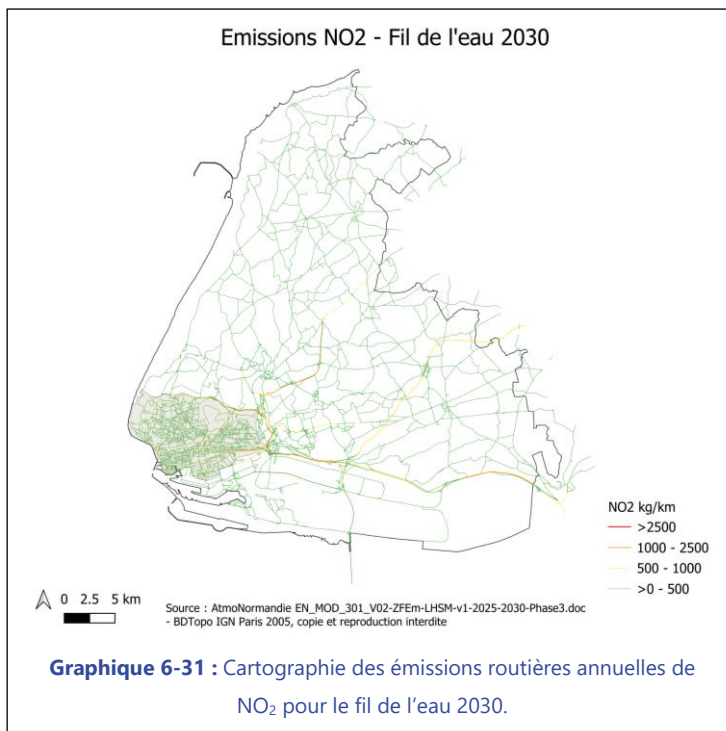 Emissions NO2 - Fil de l'eau 2030
NO2 kg/km
>2500
1000 - 2500
500 - 1000
>0 - 500
0 2.5 5 km
Source : AtmoNormandie EN_MOD_301_V02-ZFEm-LHSM-v1-2025-2030-Phase3.doc
- BDTopo IGN Paris 2005, copie et reproduction interdite
Graphique 6-31 : Cartographie des émissions routières annuelles de
NO₂ pour le fil de l’eau 2030.